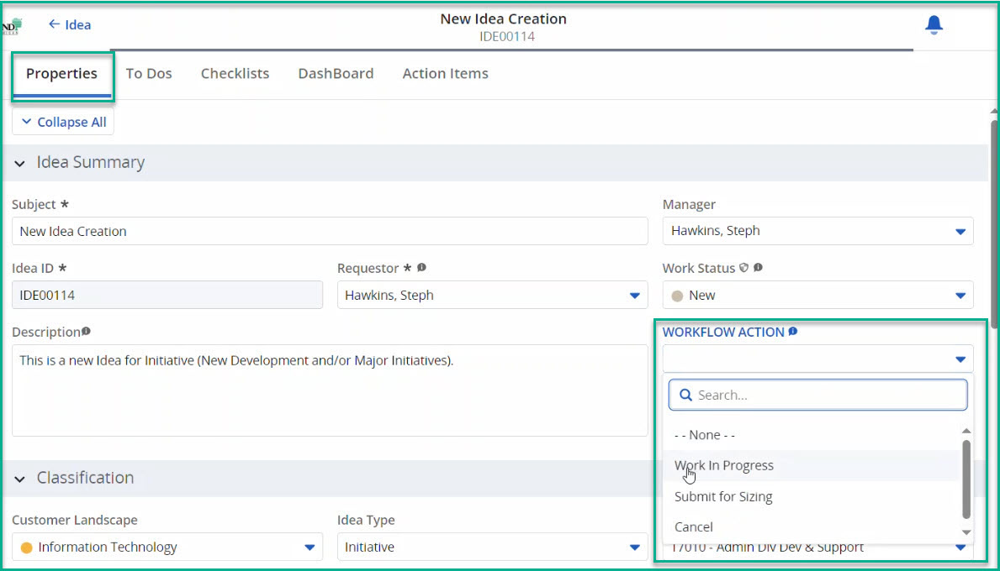 Idea
New Idea Creation
IDE00114
Properties
To Dos
Checklists
DashBoard
Action Items
Collapse All
Idea Summary
Subject *
New Idea Creation
Manager
Hawkins, Steph
Idea ID *
IDE00114
Requestor *
Hawkins, Steph
Work Status
New
Description
This is a new Idea for Initiative (New Development and/or Major Initiatives).
WORKFLOW ACTION
Search...
- - None - -
Work In Progress
Submit for Sizing
Cancel
Classification
Customer Landscape
Information Technology
Idea Type
Initiative
17010 - Admin Div Dev & Support